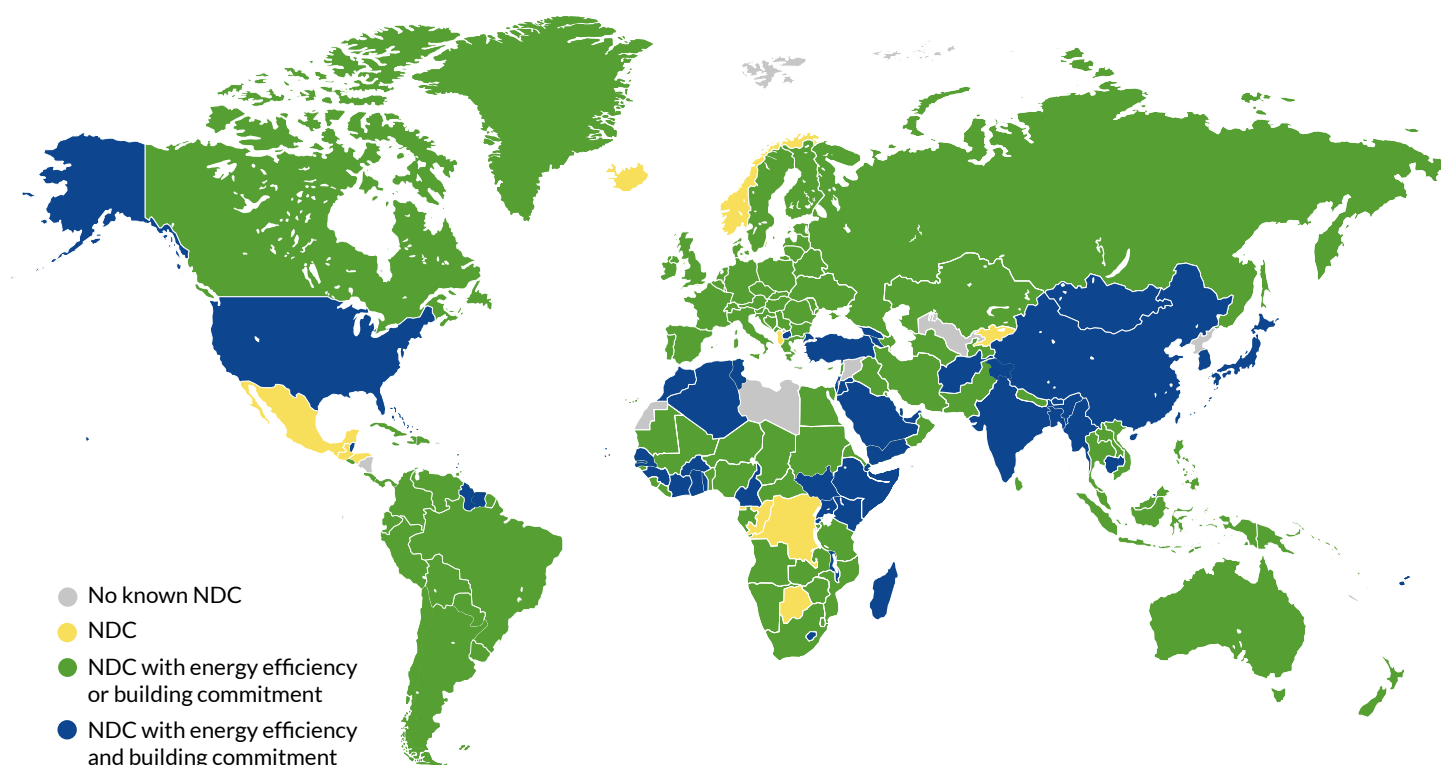 No known NDC
NDC
NDC with energy efficiency
or building commitment
NDC with energy efficiency
and building commitment